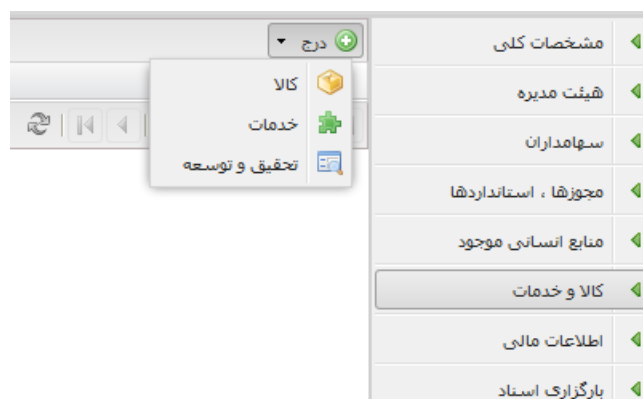 مشخصات کلی
هیئت مدیره
سهامداران
مجوزها ، استانداردها
منابع انسانی موجود
کالا و خدمات
اطلاعات مالی
بارگزاری اسناد
درج
کالا
خدمات
تحقیق و توسعه